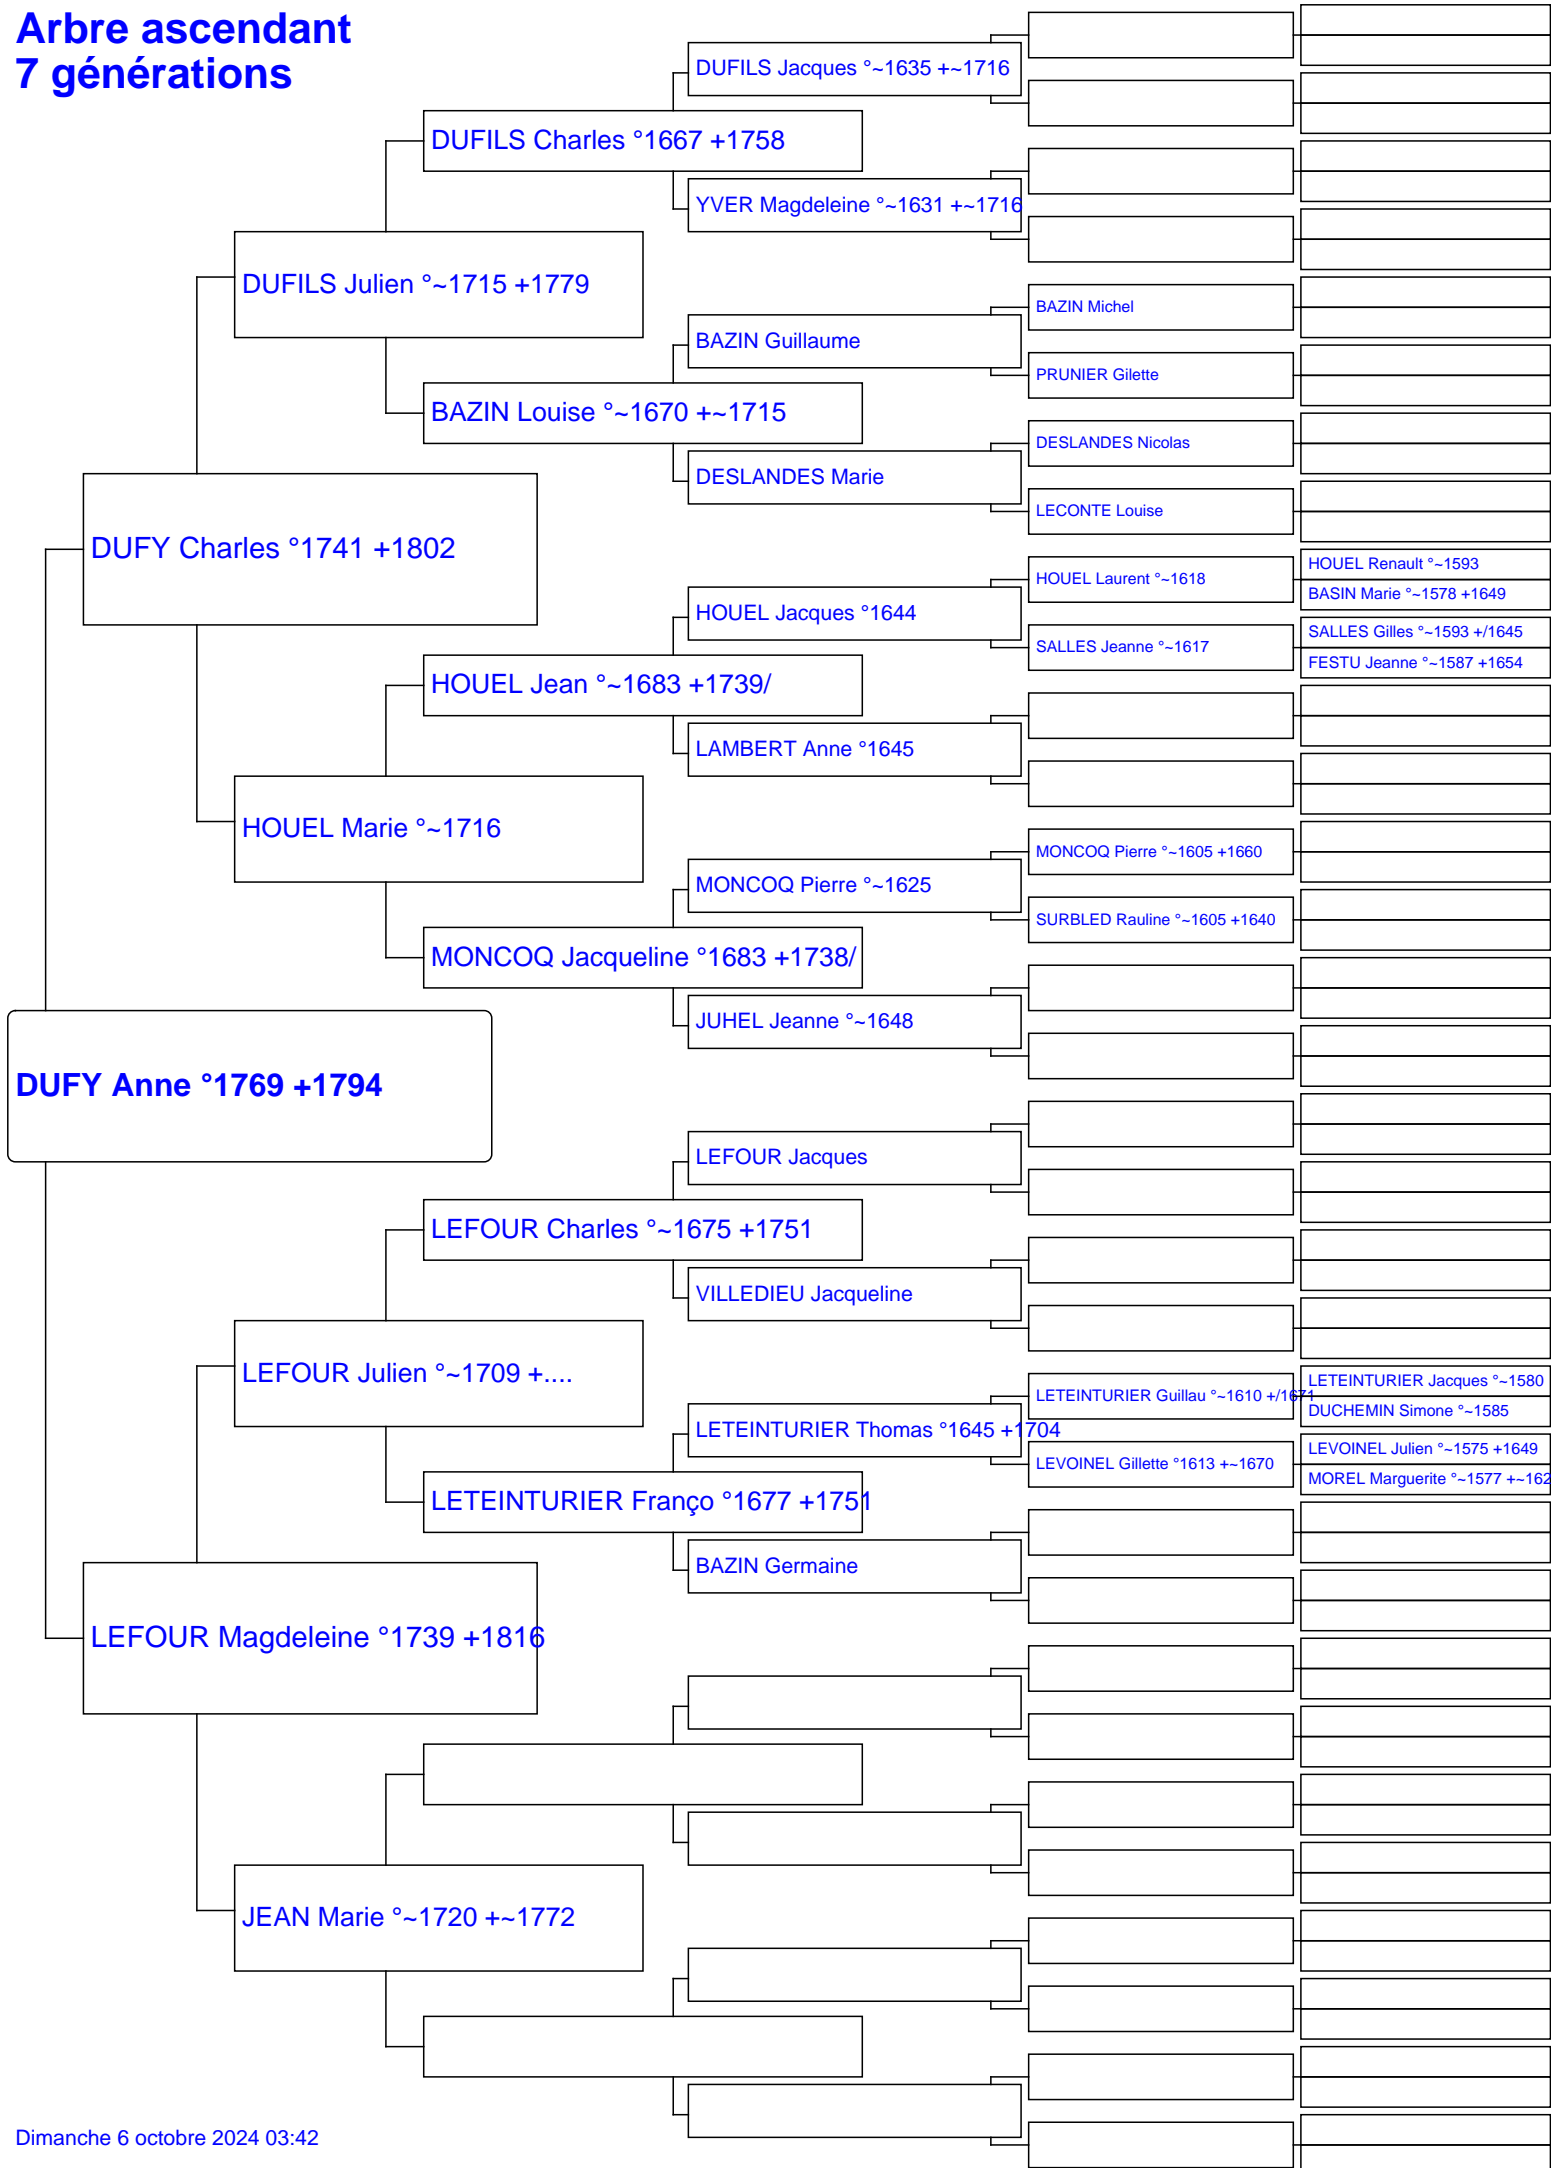 Arbre ascendant
7 générations
DUFILS Jacques °~1635 +~1716
DUFILS Charles °1667 +1758
YVER Magdeleine °~1631 +~1716
DUFILS Julien °~1715 +1779
BAZIN Michel
BAZIN Guillaume
PRUNIER Gilette
BAZIN Louise °~1670 +~1715
DESLANDES Nicolas
DESLANDES Marie
LECONTE Louise
DUFY Charles °1741 +1802
HOUEL Renault °~1593
HOUEL Laurent °~1618
BASIN Marie °~1578 +1649
HOUEL Jacques °1644
SALLES Gilles °~1593 +/1645
SALLES Jeanne °~1617
FESTU Jeanne °~1587 +1654
HOUEL Jean °~1683 +1739/
LAMBERT Anne °1645
HOUEL Marie °~1716
MONCOQ Pierre °~1605 +1660
MONCOQ Pierre °~1625
SURBLED Rauline °~1605 +1640
MONCOQ Jacqueline °1683 +1738/
JUHEL Jeanne °~1648
DUFY Anne °1769 +1794
LEFOUR Jacques
LEFOUR Charles °~1675 +1751
VILLEDIEU Jacqueline
LEFOUR Julien °~1709 +....
LETEINTURIER Jacques °~1580
LETEINTURIER Guillau °~1610 +/1671
DUCHEMIN Simone °~1585
LETEINTURIER Thomas °1645 +1704
LEVOINEL Julien °~1575 +1649
LEVOINEL Gillette °1613 +~1670
MOREL Marguerite °~1577 +~162
LETEINTURIER Franço °1677 +1751
BAZIN Germaine
LEFOUR Magdeleine °1739 +1816
JEAN Marie °~1720 +~1772
Dimanche 6 octobre 2024 03:42